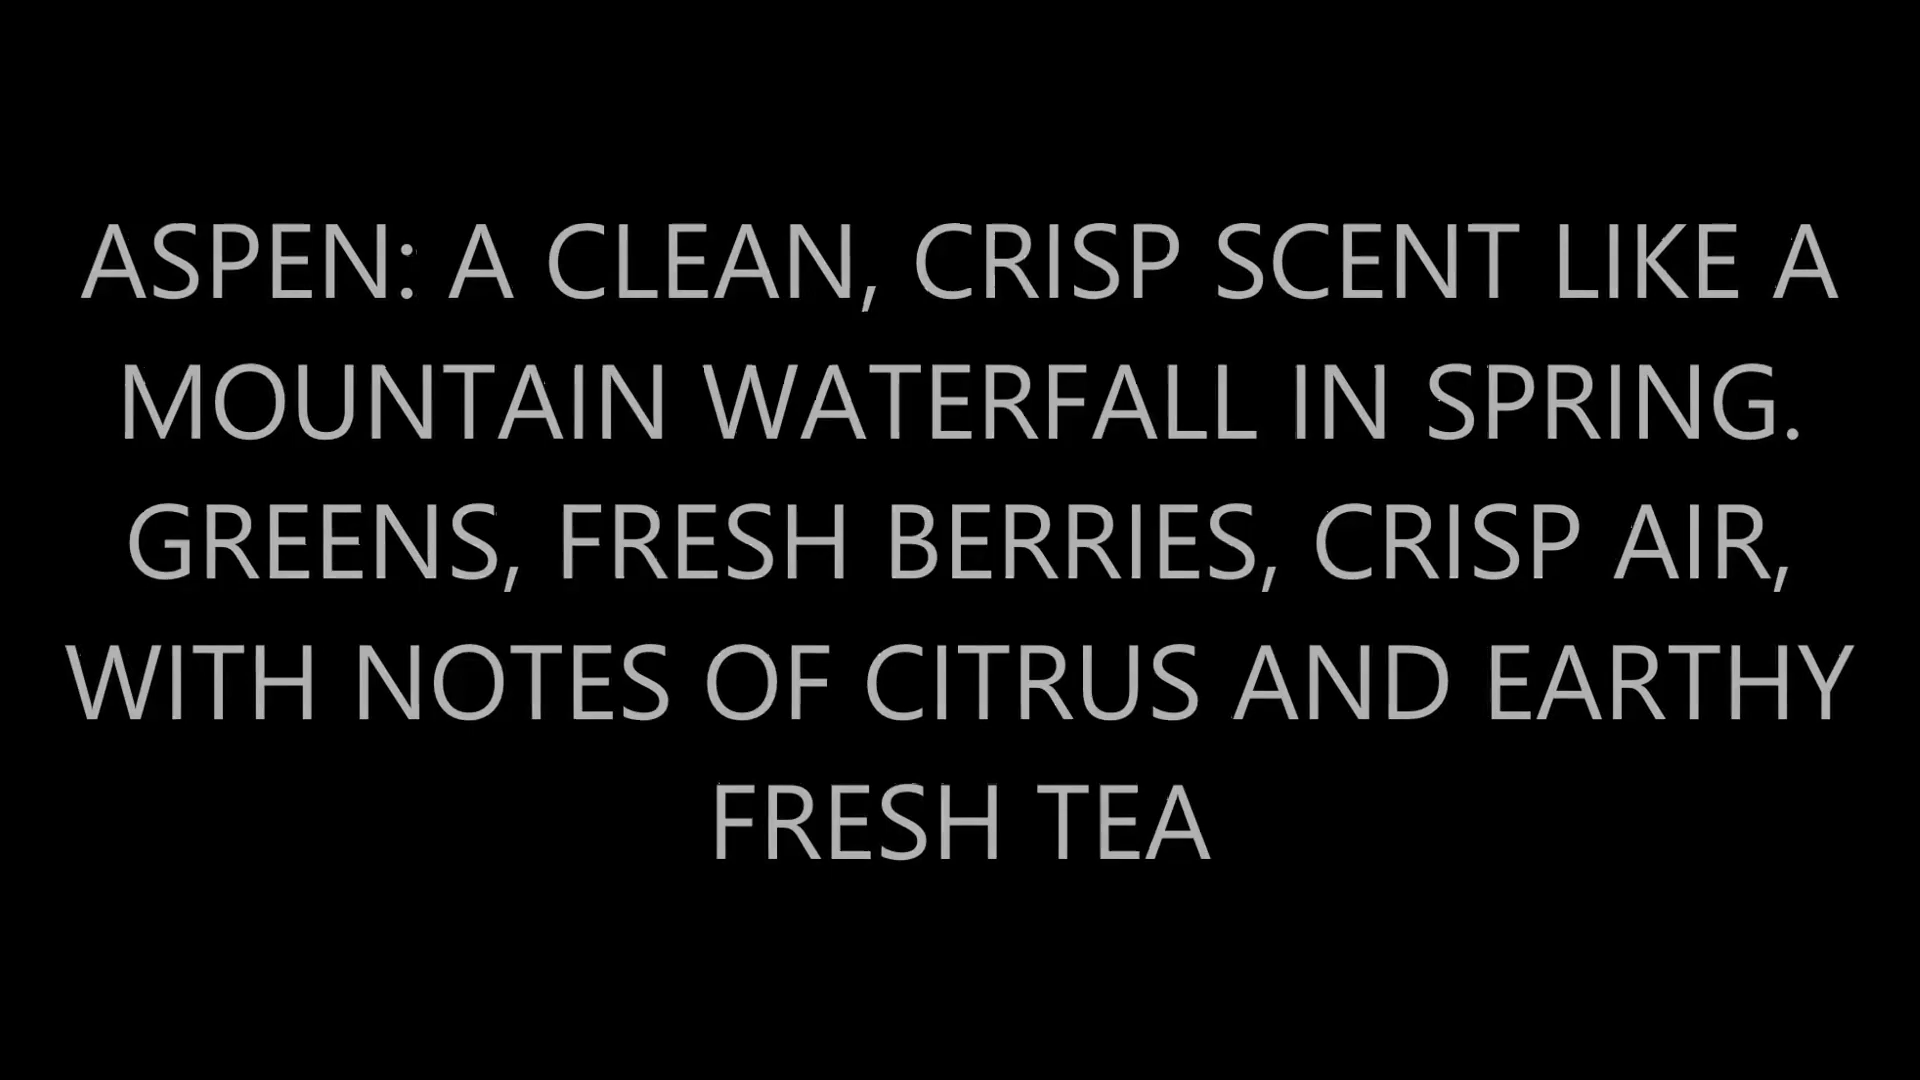 ASPEN: A CLEAN, CRISP SCENT LIKE A
MOUNTAIN WATERFALL IN SPRING.
GREENS, FRESH BERRIES, CRISP AIR,
WITH NOTES OF CITRUS AND EARTHY
FRESH TEA